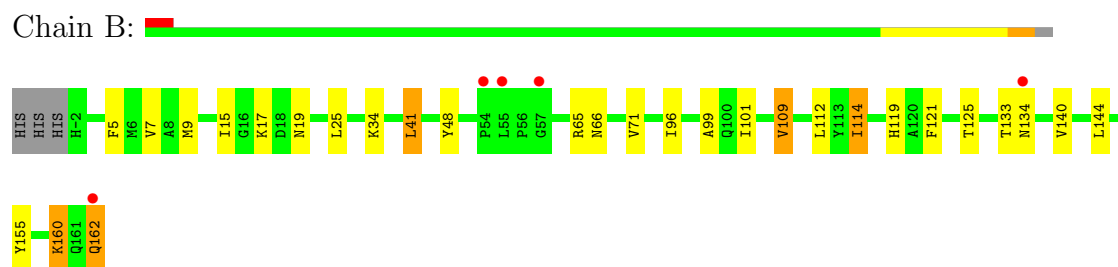 Chain B:
HIS HIS HIS H-2 F5 M6 V7 A8 M9 I15 G16 K17 D18 N19 L25 K34 L41 Y48 P54 L55 P56 G57 R65 N66 V71 I96 A99 Q100 I101 V109 L112 Y113 I114 H119 A120 F121 T125 T133 N134 V140 L144
Y155 K160 Q161 Q162